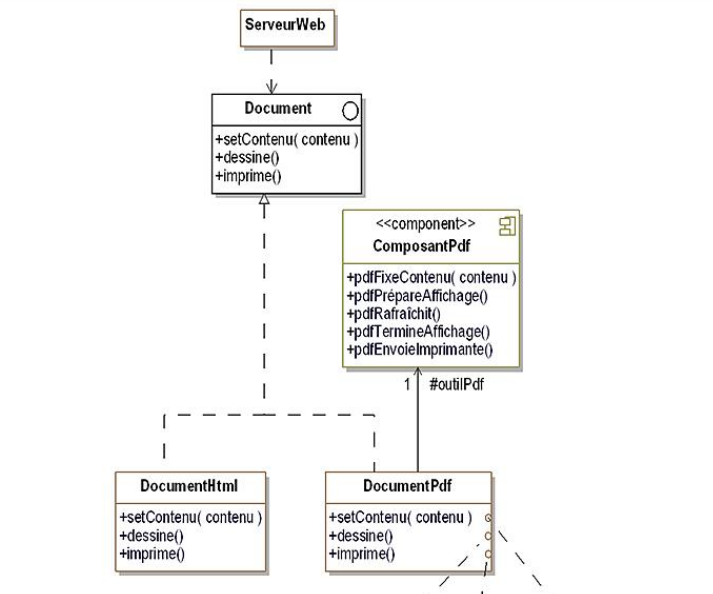 ServeurWeb
Document
+setContenu( contenu )
+dessine()
+imprime()
<<component>>
ComposantPdf
+pdfFixeContenu( contenu )
+pdfPrépareAffichage()
+pdfRafraîchit()
+pdfTermineAffichage()
+pdfEnvoieImprimante()
1 #outilPdf
DocumentHtml
+setContenu( contenu )
+dessine()
+imprime()
DocumentPdf
+setContenu( contenu )
+dessine()
+imprime()